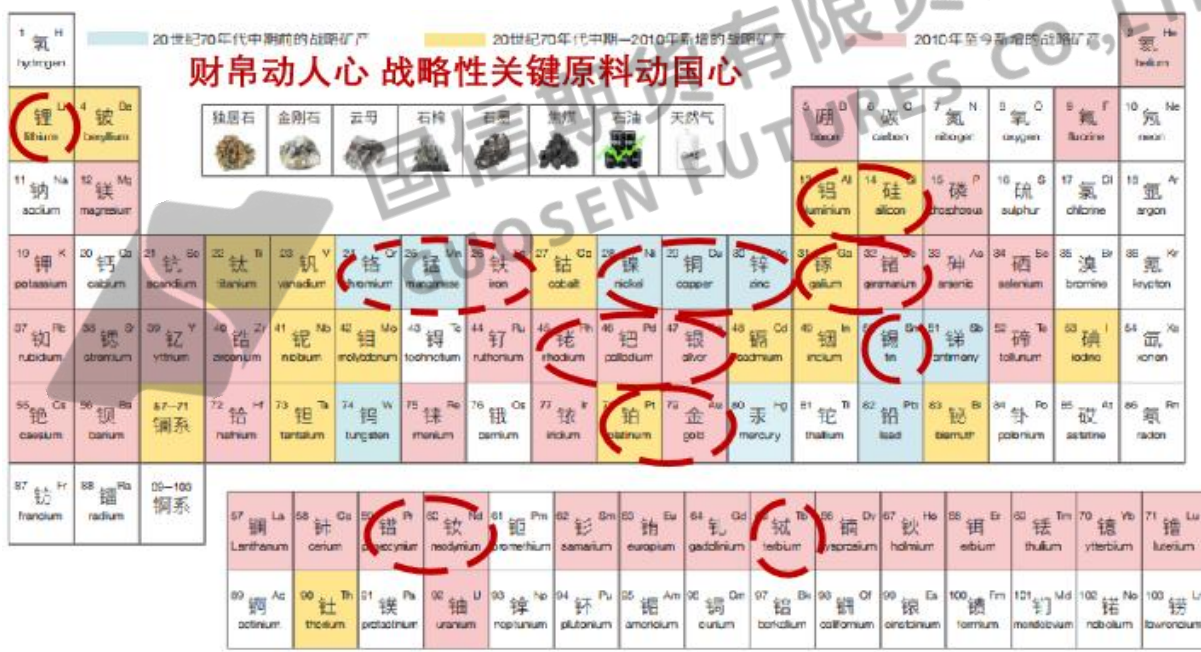 20世纪70年代中期前的战略矿产 20世纪70年代中期—2010年新增的战略矿产 2010年至今新增的战略矿产
财帛动人心 战略性关键原料动国心
国信期货有限责
GUOSEN FUTURES CO.,LT
独居石 金刚石 云母 石棉 石墨 焦煤 石油 天然气
1 氢 H 2 氦 He
hydrogen helium
锂 Li 4 铍 Be 5 硼 B 6 碳 C 7 氮 N 8 氧 O 9 氟 F 10 氖 Ne
lithium beryllium boron carbon nitrogen oxygen fluorine neon
11 钠 Na 12 镁 Mg 13 铝 Al 14 硅 Si 15 磷 P 16 硫 S 17 氯 Cl 18 氩 Ar
sodium magnesium aluminium silicon phosphorus sulphur chlorine argon
19 钾 K 20 钙 Ca 21 钪 Sc 22 钛 Ti 23 钒 V 24 铬 Cr 25 锰 Mn 26 铁 27 钴 Co 28 镍 Ni 29 铜 Cu 30 锌 Zn 31 镓 Ga 32 锗 Ge 33 砷 As 34 硒 Se 35 溴 Br 36 氪 Kr
potassium calcium scandium titanium vanadium chromium manganese iron cobalt nickel copper zinc gallium germanium arsenic selenium bromine krypton
37 铷 Rb 38 锶 Sr 39 钇 Y 40 锆 Zr 41 铌 Nb 42 钼 Mo 43 锝 Tc 44 钌 Ru 45 铑 Rh 46 钯 Pd 47 银 Ag 48 镉 Cd 49 铟 In 锡 Sn 51 锑 Sb 52 碲 Te 53 碘 I 54 氙 Xe
rubidium strontium yttrium zirconium niobium molybdenum technetium ruthenium rhodium palladium silver cadmium indium tin antimony tellurium iodine xenon
55 铯 Cs 56 钡 Ba 57—71 镧系 72 铪 Hf 73 钽 Ta 74 钨 W 75 铼 Re 76 锇 Os 77 铱 Ir 78 铂 Pt 79 金 Au 80 汞 Hg 81 铊 Tl 82 铅 Pb 83 铋 Bi 84 钋 Po 85 砹 At 86 氡 Rn
caesium barium hafnium tantalum tungsten rhenium osmium iridium platinum gold mercury thallium lead bismuth polonium astatine radon
87 钫 Fr 88 镭 Ra 89—103 锕系
francium radium
57 镧 La 58 铈 Ce 59 镨 Pr 60 钕 Nd 61 钷 Pm 62 钐 Sm 63 铕 Eu 64 钆 Gd 65 铽 Tb 66 镝 Dy 67 钬 Ho 68 铒 Er 69 铥 Tm 70 镱 Yb 71 镥 Lu
Lanthanum cerium praseodymium neodymium promethium samarium europium gadolinium terbium dysprosium holmium erbium thulium ytterbium lutetium
89 锕 Ac 90 钍 Th 91 镤 Pa 92 铀 U 93 镎 Np 94 钚 Pu 95 镅 Am 96 锔 Cm 97 锫 Bk 98 锎 Cf 99 锿 Es 100 镄 Fm 101 钔 Md 102 锘 No 103 铹 Lr
actinium thorium protactinium uranium neptunium plutonium americium curium berkelium californium einsteinium fermium mendelevium nobelium lawrencium